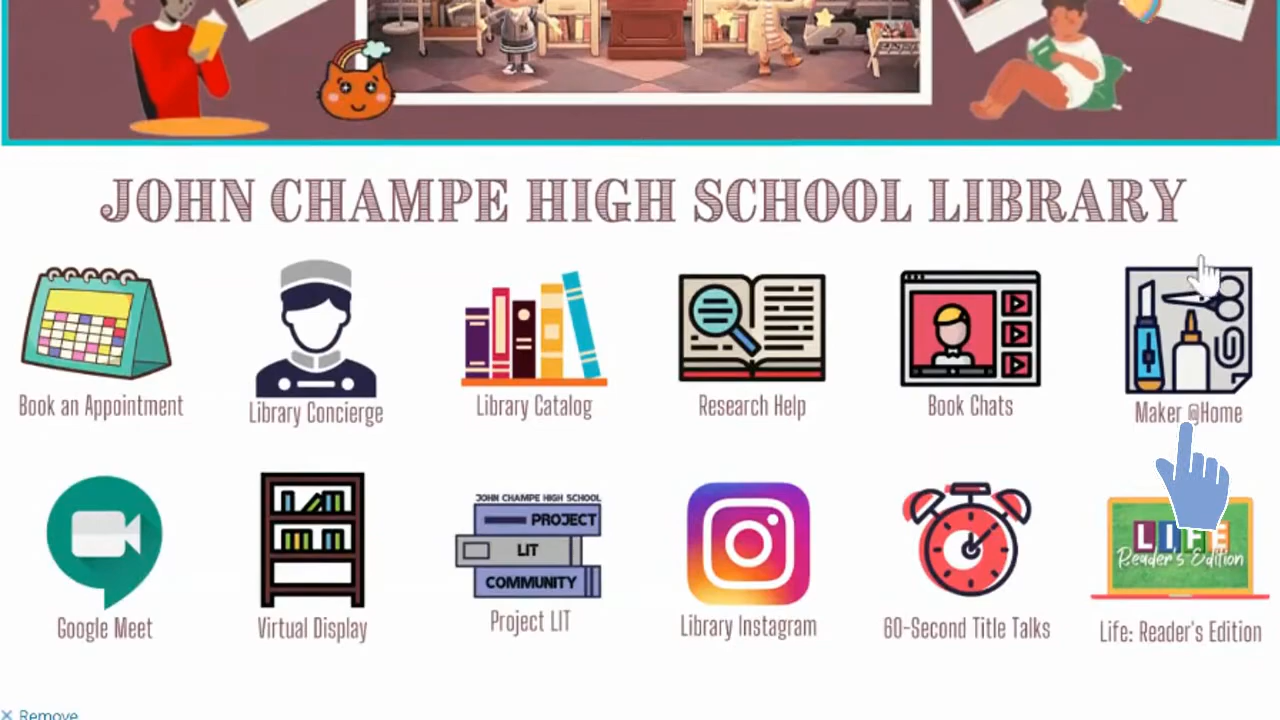 JOHN CHAMPE HIGH SCHOOL LIBRARY
Book an Appointment
Library Concierge
Library Catalog
Research Help
Book Chats
Maker @Home
JOHN CHAMPE HIGH SCHOOL
PROJECT
LIT
COMMUNITY
LIFE
Reader's Edition
Google Meet
Virtual Display
Project LIT
Library Instagram
60-Second Title Talks
Life: Reader's Edition
Remove